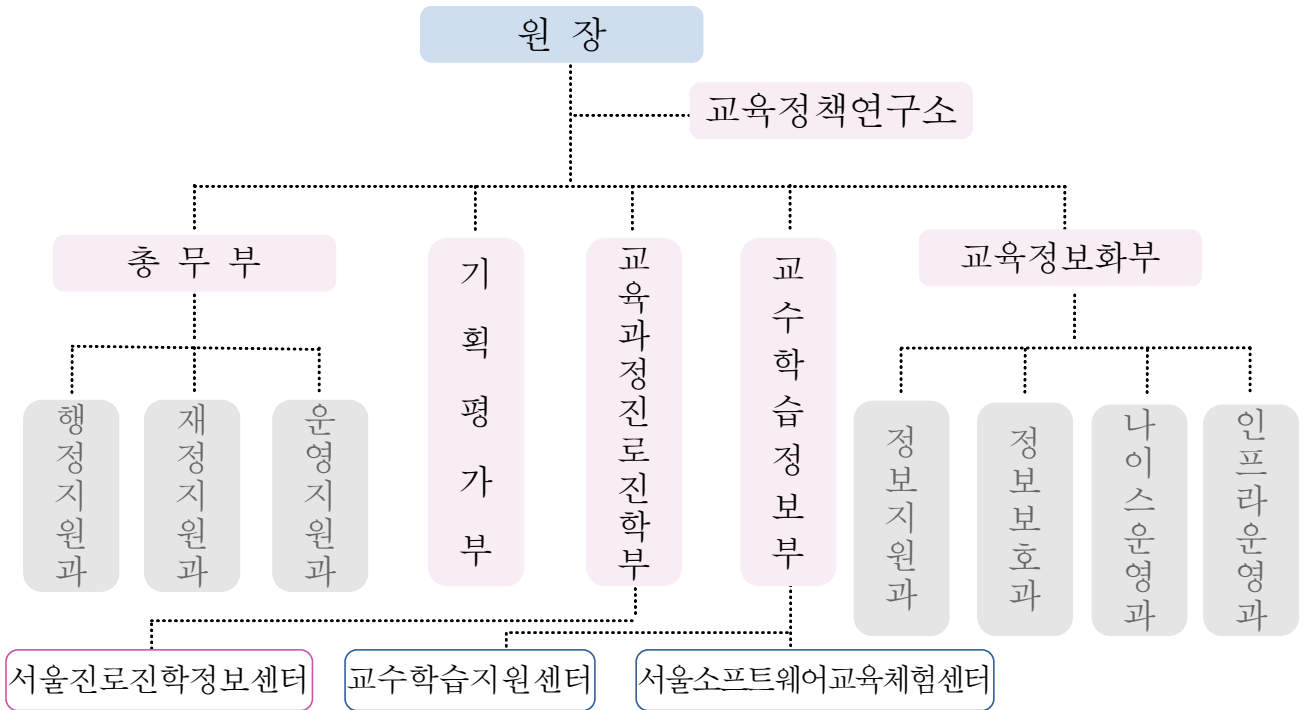 원 장
교육정책연구소
총 무 부
기획평가부
교육과정진로진학부
교수학습정보부
교육정보화부
행정지원과
재정지원과
운영지원과
정보지원과
정보보호과
나이스운영과
인프라운영과
서울진로진학정보센터
교수학습지원센터
서울소프트웨어교육체험센터